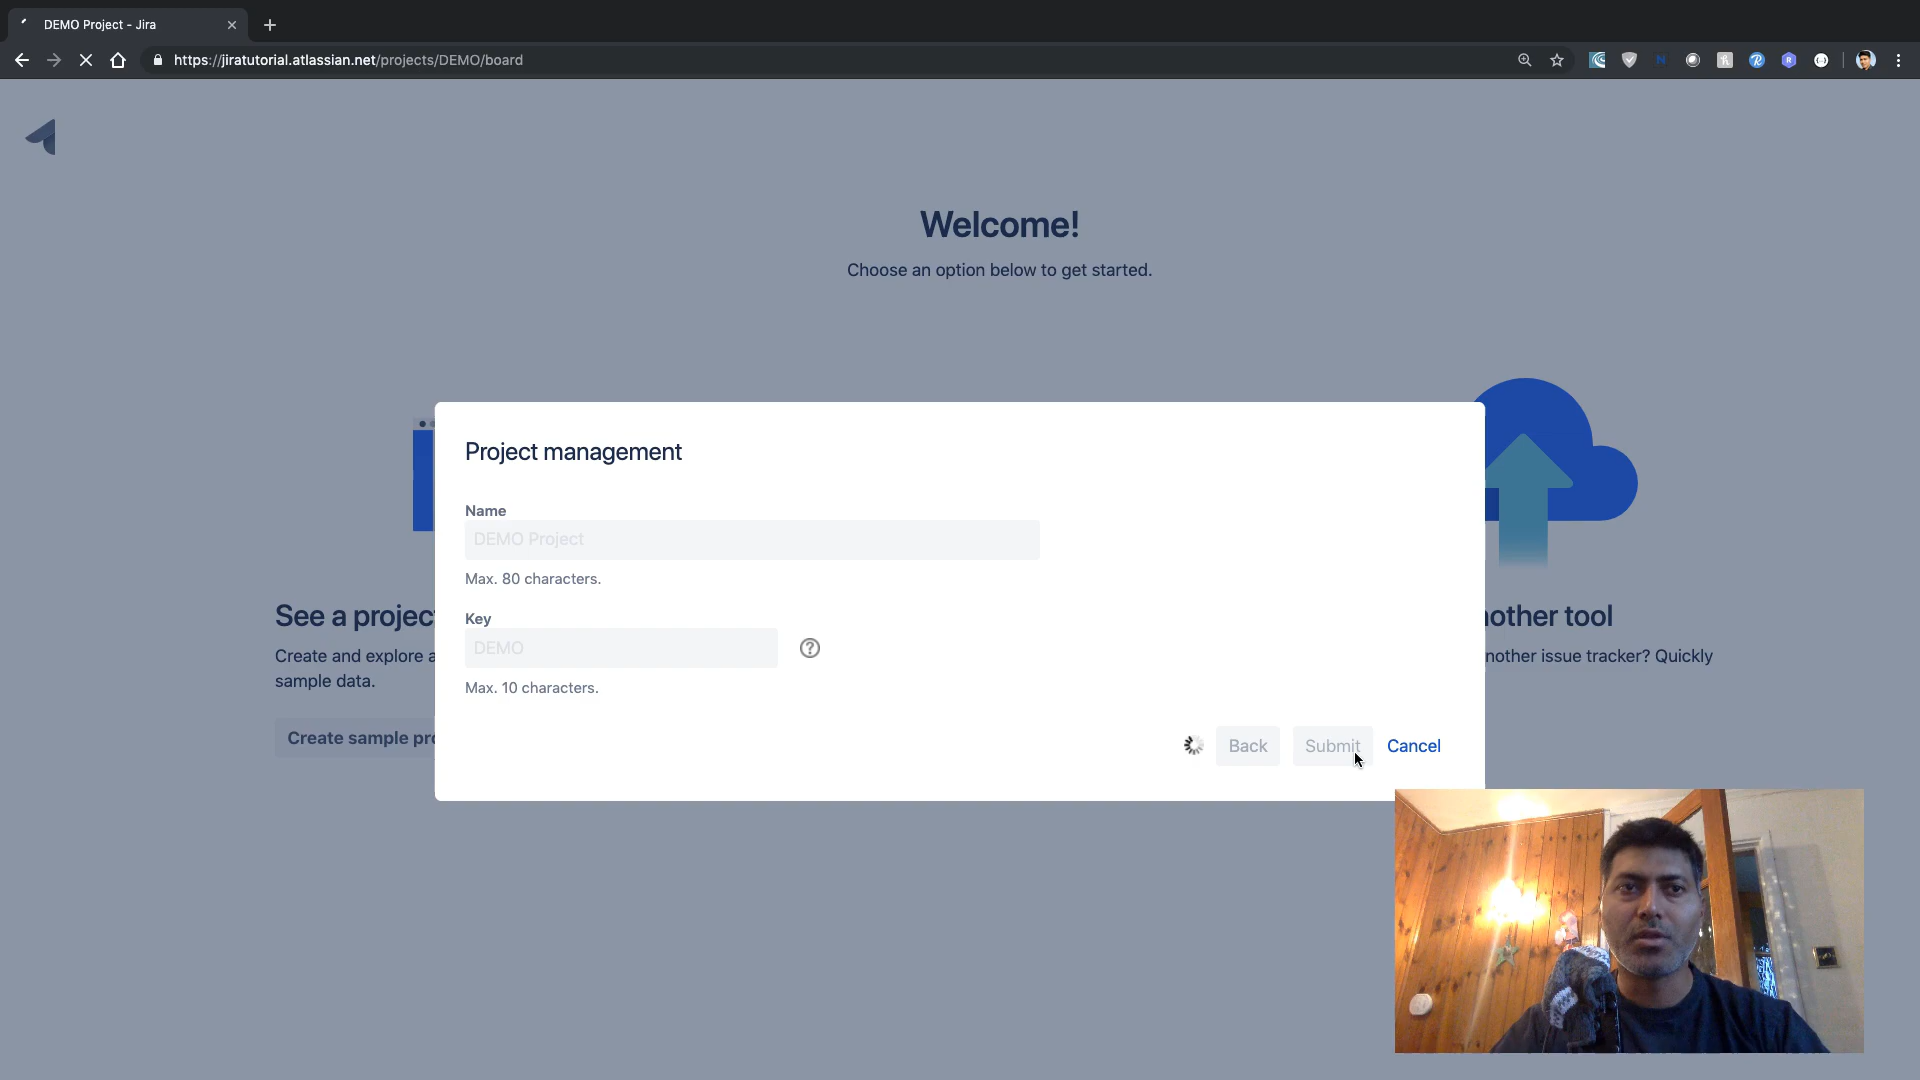 DEMO Project - Jira
https://jiratutorial.atlassian.net/projects/DEMO/board
Welcome!
Choose an option below to get started.
Project management
Name
DEMO Project
Max. 80 characters.
Key
DEMO
Max. 10 characters.
Back
Submit
Cancel
See a project
Create and explore a
sample data.
Create sample pro
nother tool
nother issue tracker? Quickly